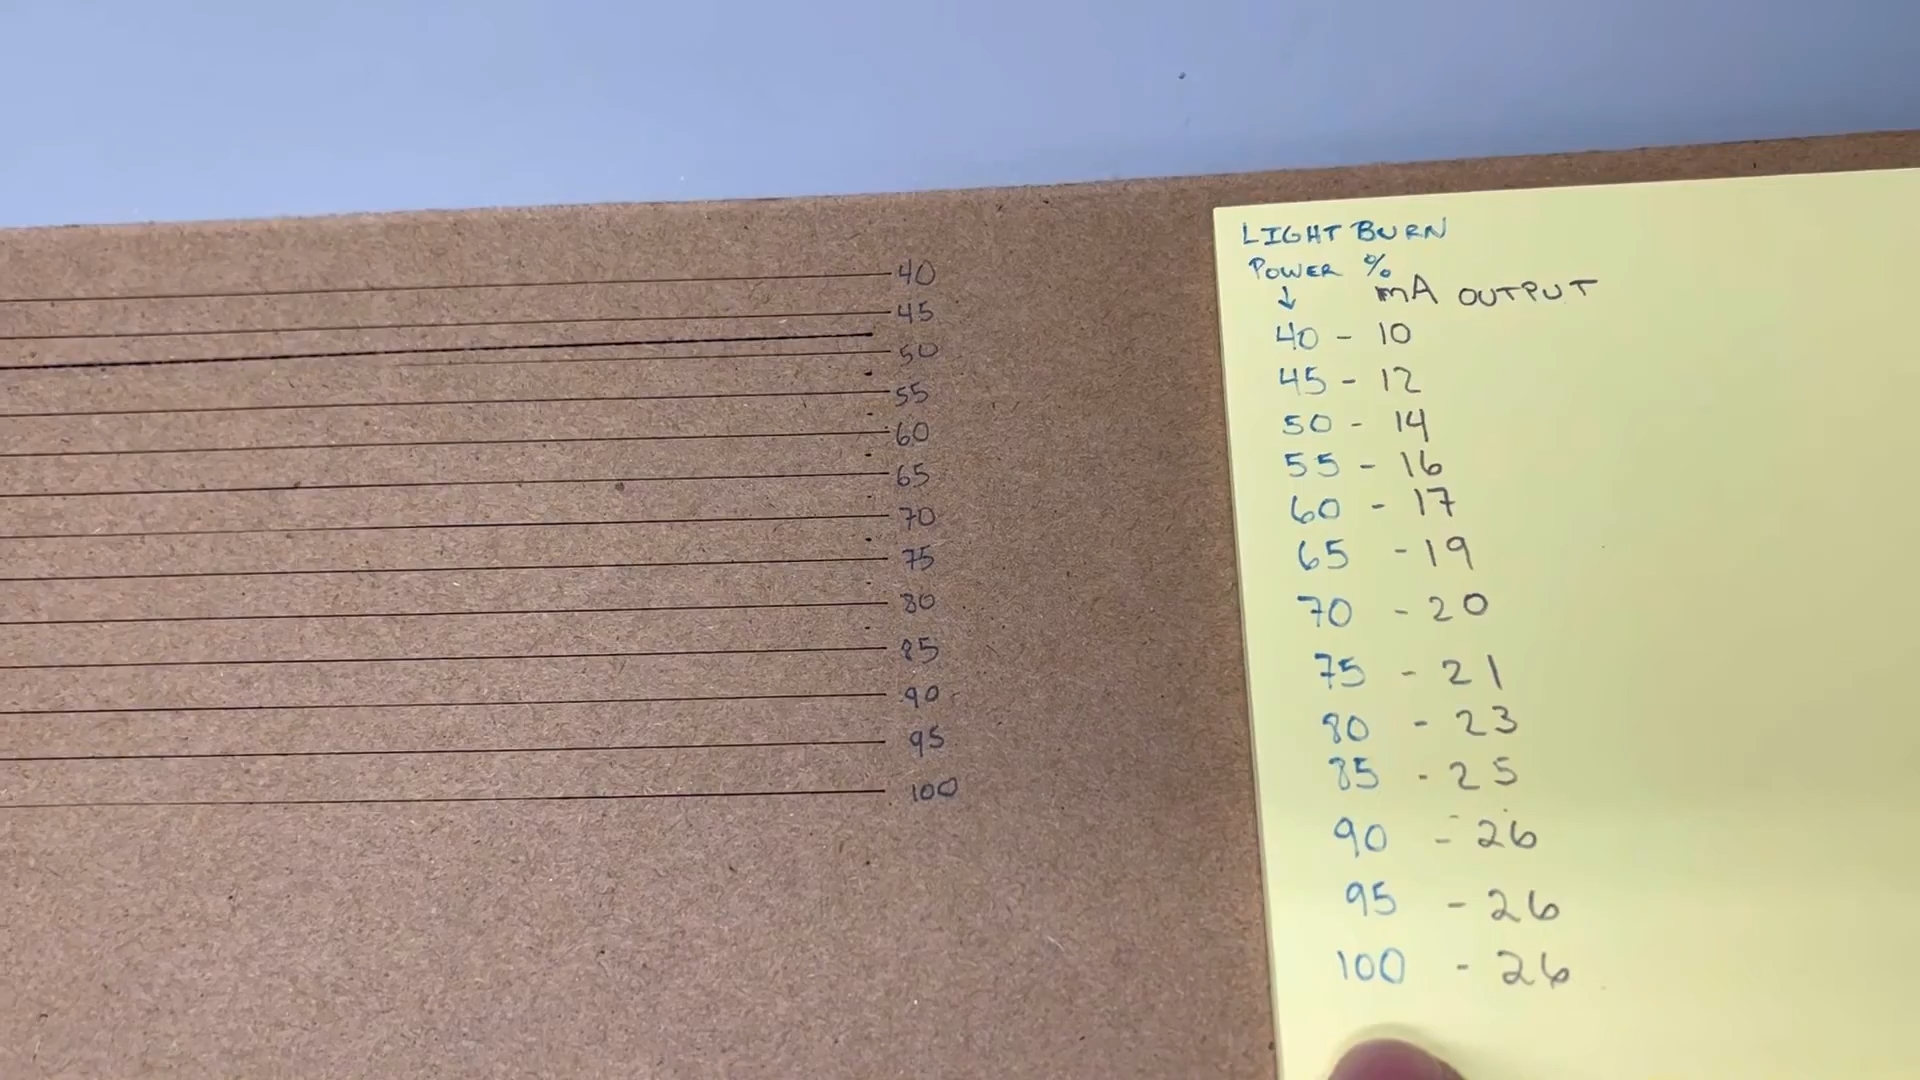 40
45
50
55
60
65
70
75
80
85
90
95
100
LIGHT BURN
POWER %
↓ mA OUTPUT
40 - 10
45 - 12
50 - 14
55 - 16
60 - 17
65 - 19
70 - 20
75 - 21
80 - 23
85 - 25
90 - 26
95 - 26
100 - 26